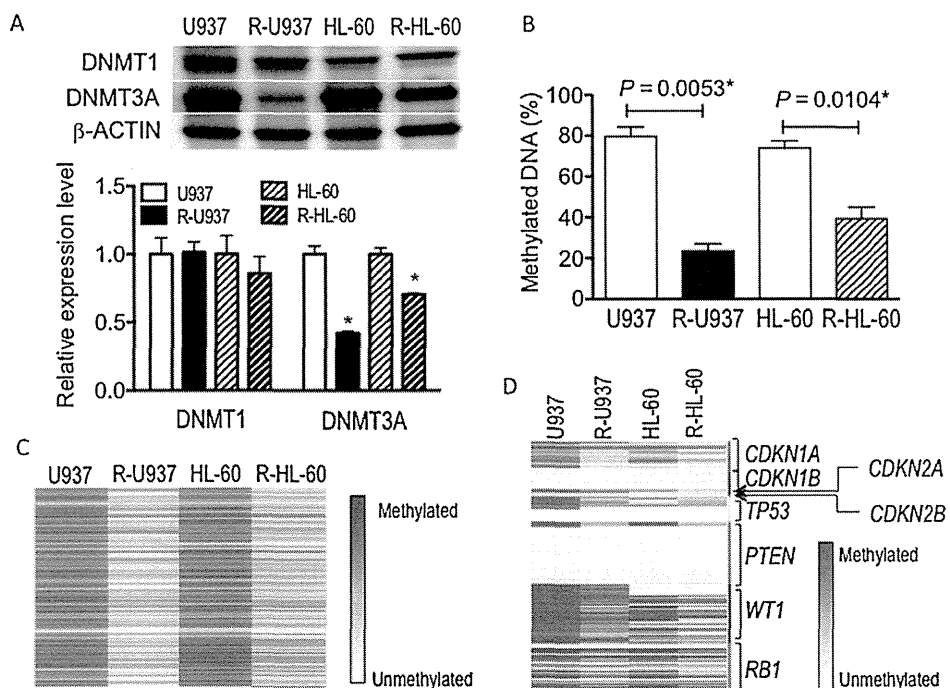 A
U937 R-U937 HL-60 R-HL-60
DNMT1
DNMT3A
β-ACTIN
Relative expression level
1.5
1.0
0.5
0.0
U937
R-U937
HL-60
R-HL-60
*
*
DNMT1 DNMT3A
B
Methylated DNA (%)
100
80
60
40
20
0
P = 0.0053*
P = 0.0104*
U937 R-U937 HL-60 R-HL-60
C
U937 R-U937 HL-60 R-HL-60
Methylated
Unmethylated
D
U937
R-U937
HL-60
R-HL-60
CDKN1A
CDKN1B
CDKN2A
CDKN2B
TP53
PTEN
WT1
RB1
Methylated
Unmethylated